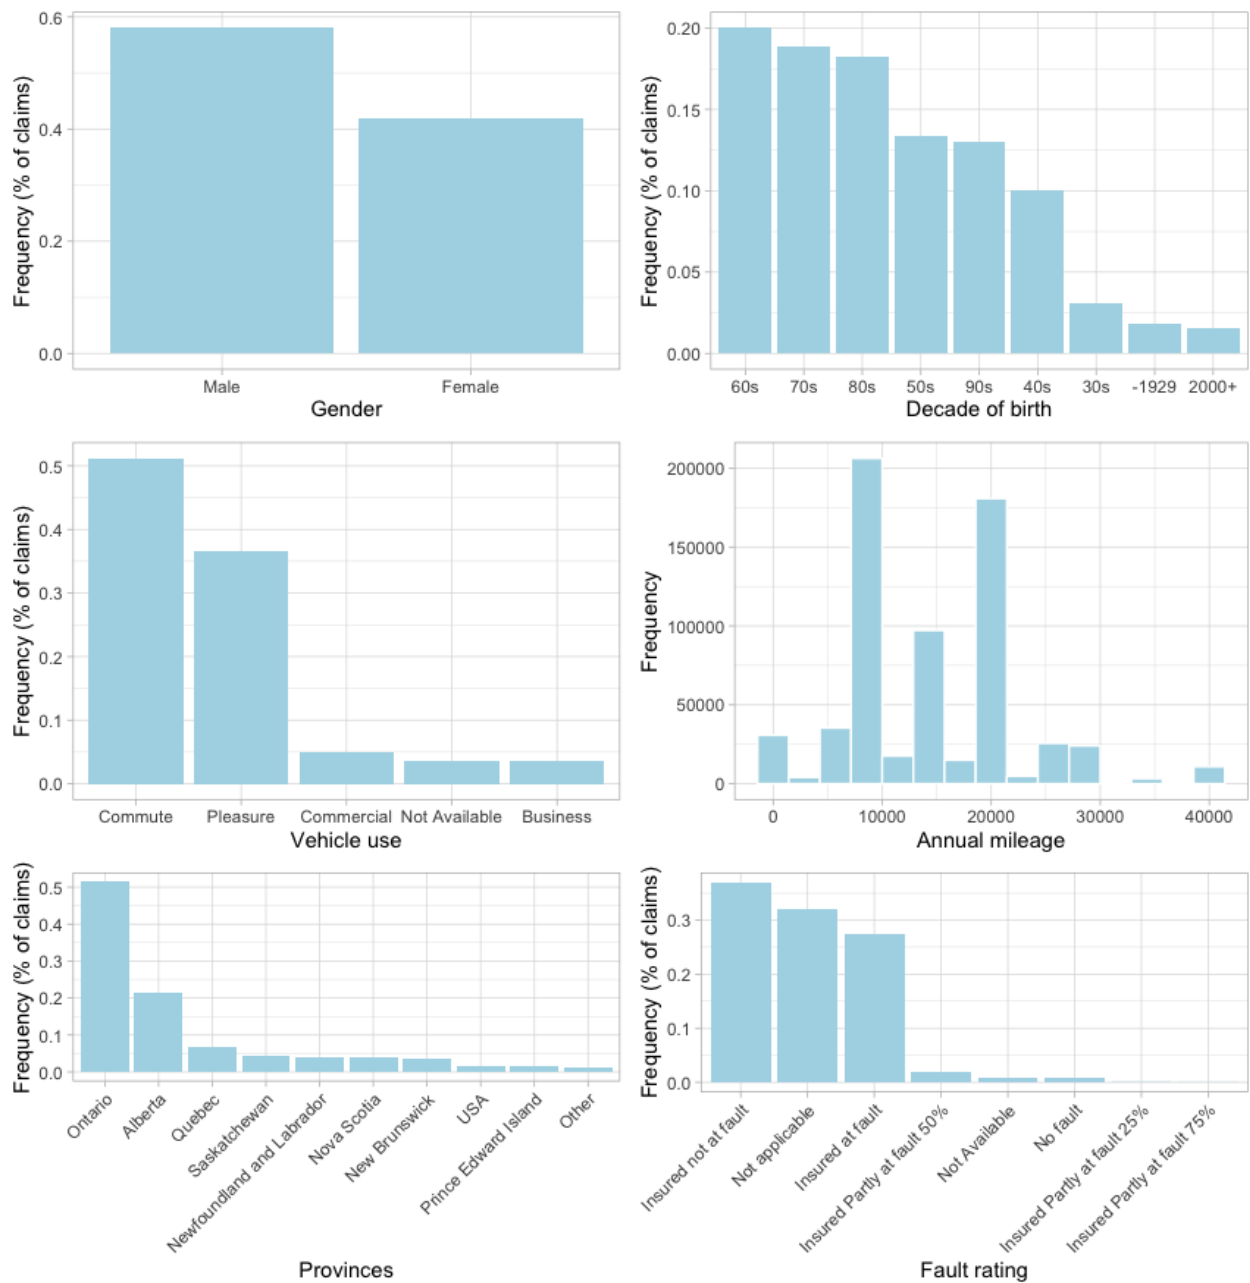 Frequency (% of claims)
0.6
0.4
0.2
0.0
Male Female
Gender
Frequency (% of claims)
0.20
0.15
0.10
0.05
0.00
60s 70s 80s 50s 90s 40s 30s -1929 2000+
Decade of birth
Frequency (% of claims)
0.5
0.4
0.3
0.2
0.1
0.0
Commute Pleasure Commercial Not Available Business
Vehicle use
Frequency
200000
150000
100000
50000
0
0 10000 20000 30000 40000
Annual mileage
Frequency (% of claims)
0.5
0.4
0.3
0.2
0.1
0.0
Ontario
Alberta
Quebec
Saskatchewan
Newfoundland and Labrador
Nova Scotia
New Brunswick
USA
Prince Edward Island
Other
Provinces
Frequency (% of claims)
0.3
0.2
0.1
0.0
Insured not at fault
Not applicable
Insured at fault
Insured Partly at fault 50%
Not Available
No fault
Insured Partly at fault 25%
Insured Partly at fault 75%
Fault rating